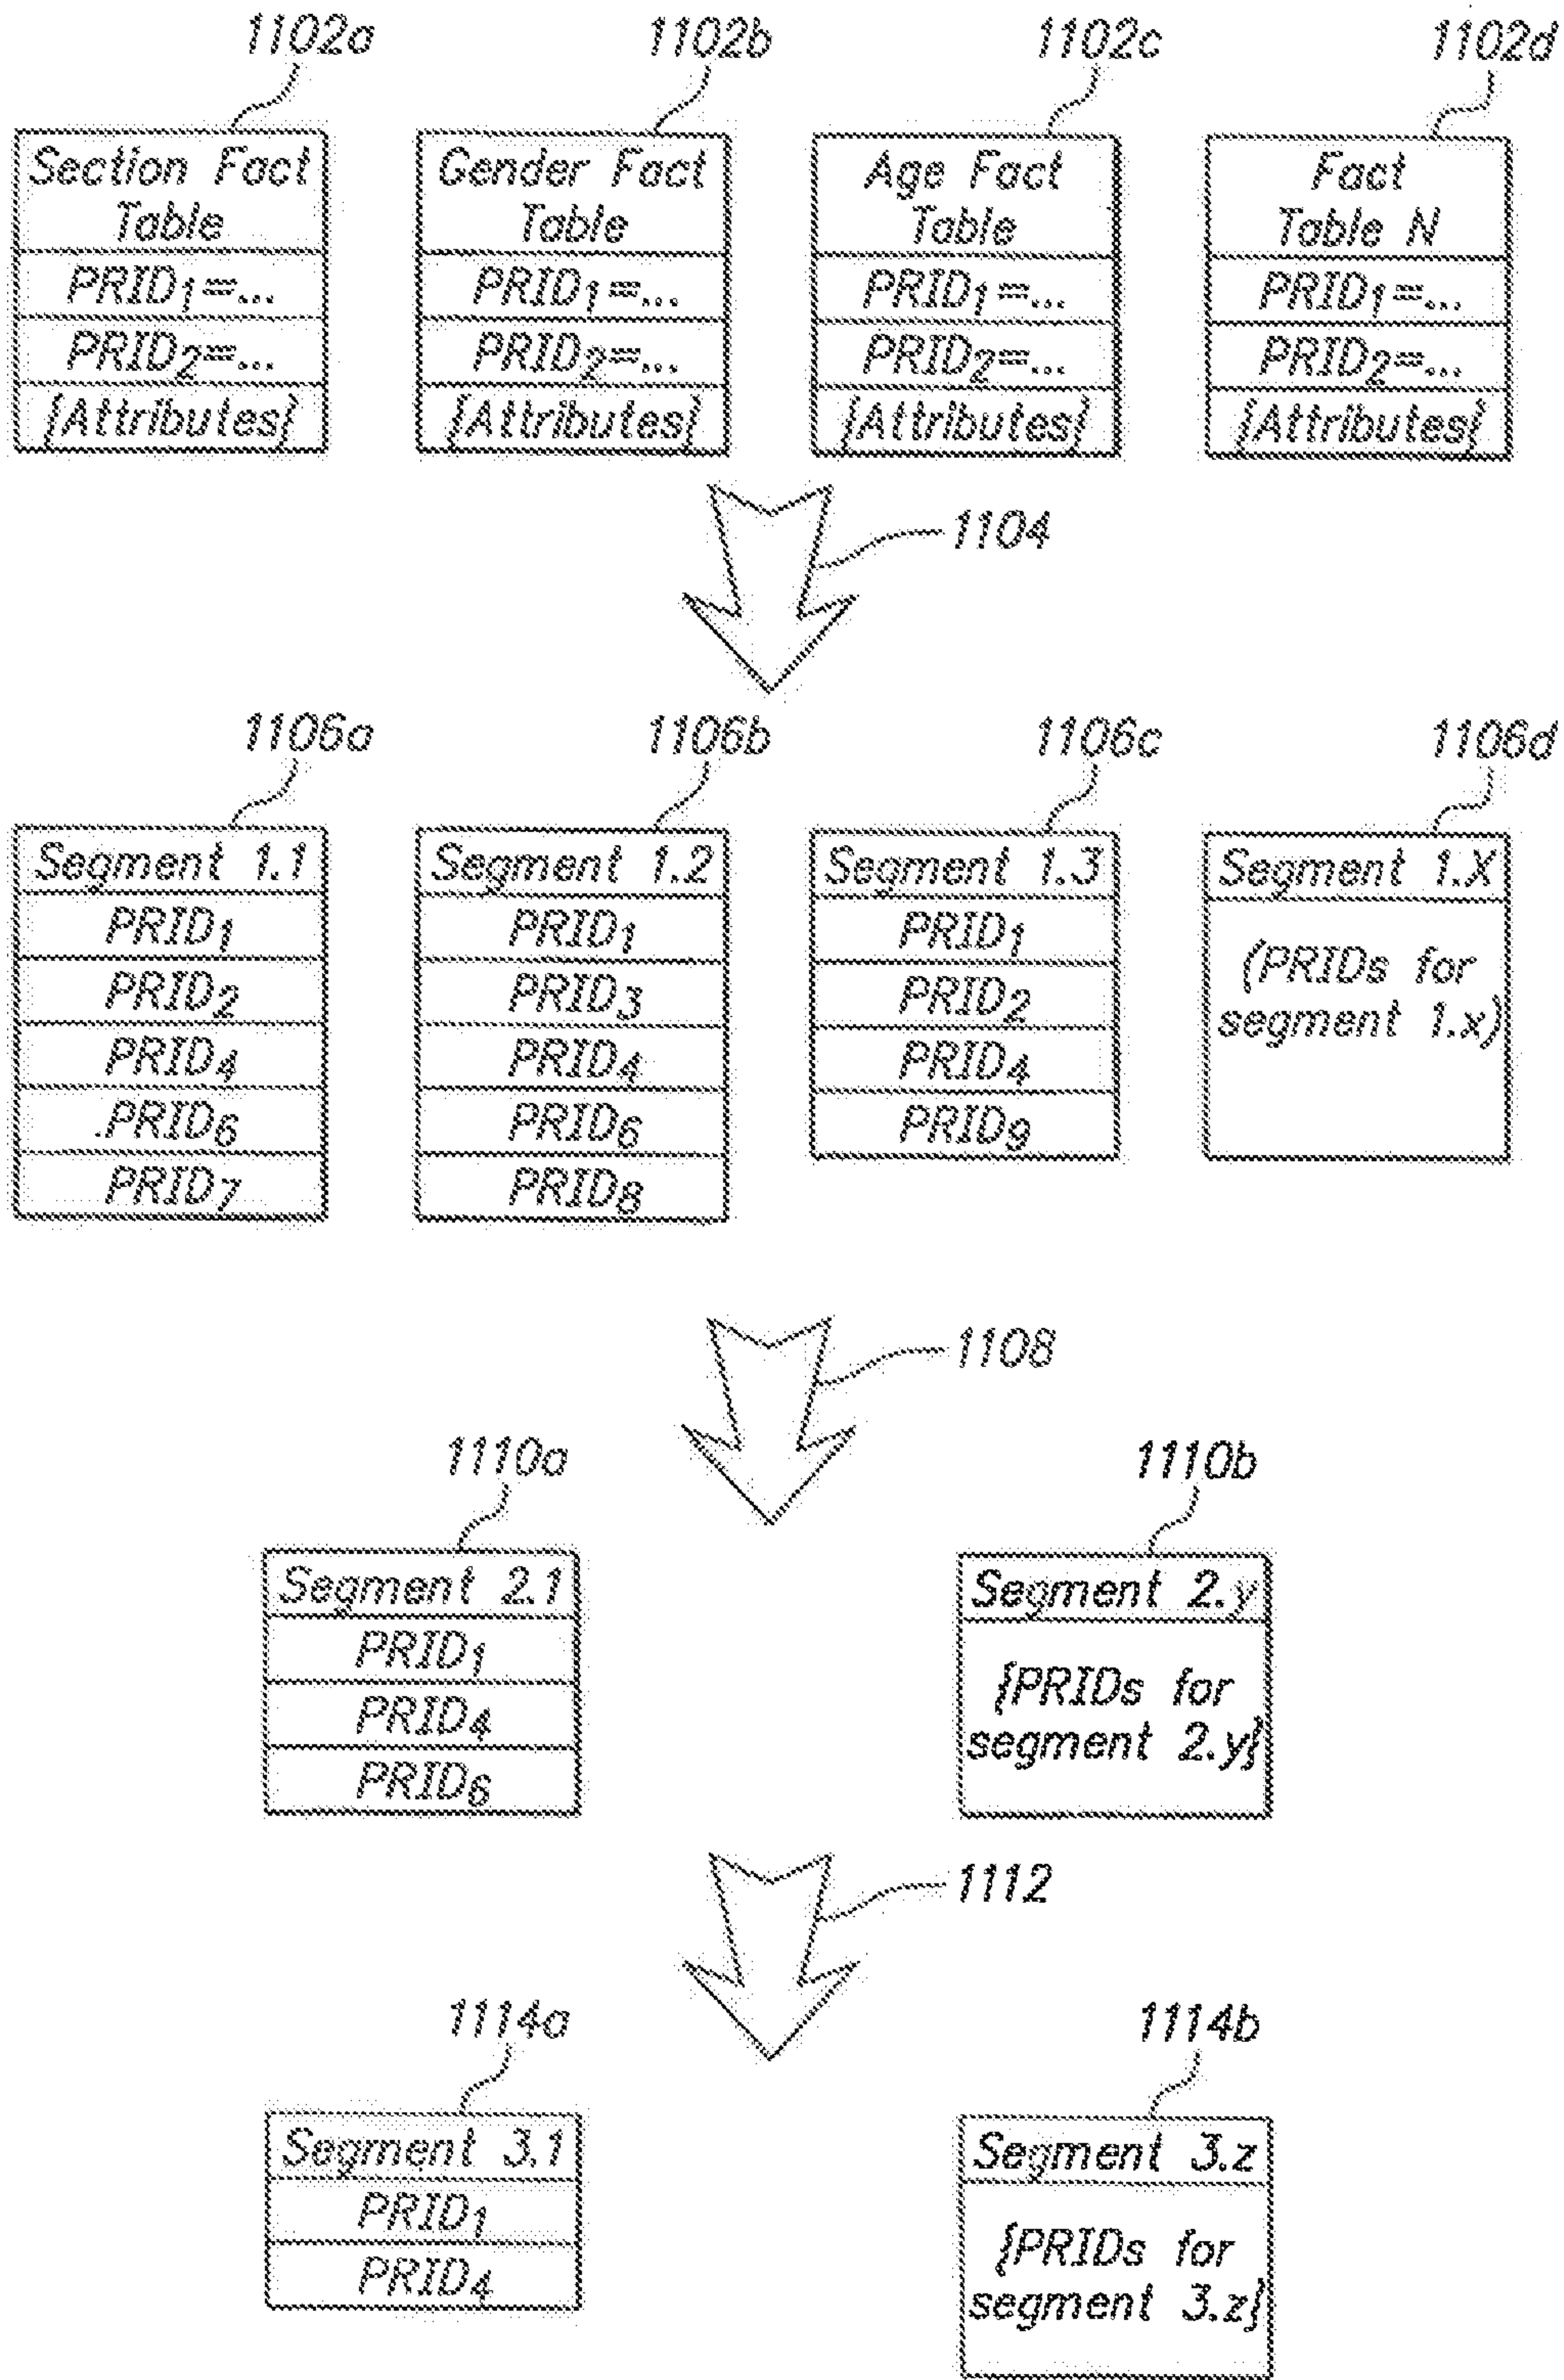 1102a
1102b
1102c
1102d
Section Fact
Table
PRID1=...
PRID2=...
{Attributes}
Gender Fact
Table
PRID1=...
PRID2=...
{Attributes}
Age Fact
Table
PRID1=...
PRID2=...
{Attributes}
Fact
Table N
PRID1=...
PRID2=...
{Attributes}
1104
1106a
1106b
1106c
1106d
Segment 1.1
PRID1
PRID2
PRID4
PRID6
PRID7
Segment 1.2
PRID1
PRID3
PRID4
PRID6
PRID8
Segment 1.3
PRID1
PRID2
PRID4
PRID9
Segment 1.X
(PRIDs for
segment 1.x)
1108
1110a
1110b
Segment 2.1
PRID1
PRID4
PRID6
Segment 2.y
{PRIDs for
segment 2.y}
1112
1114a
1114b
Segment 3.1
PRID1
PRID4
Segment 3.z
{PRIDs for
segment 3.z}